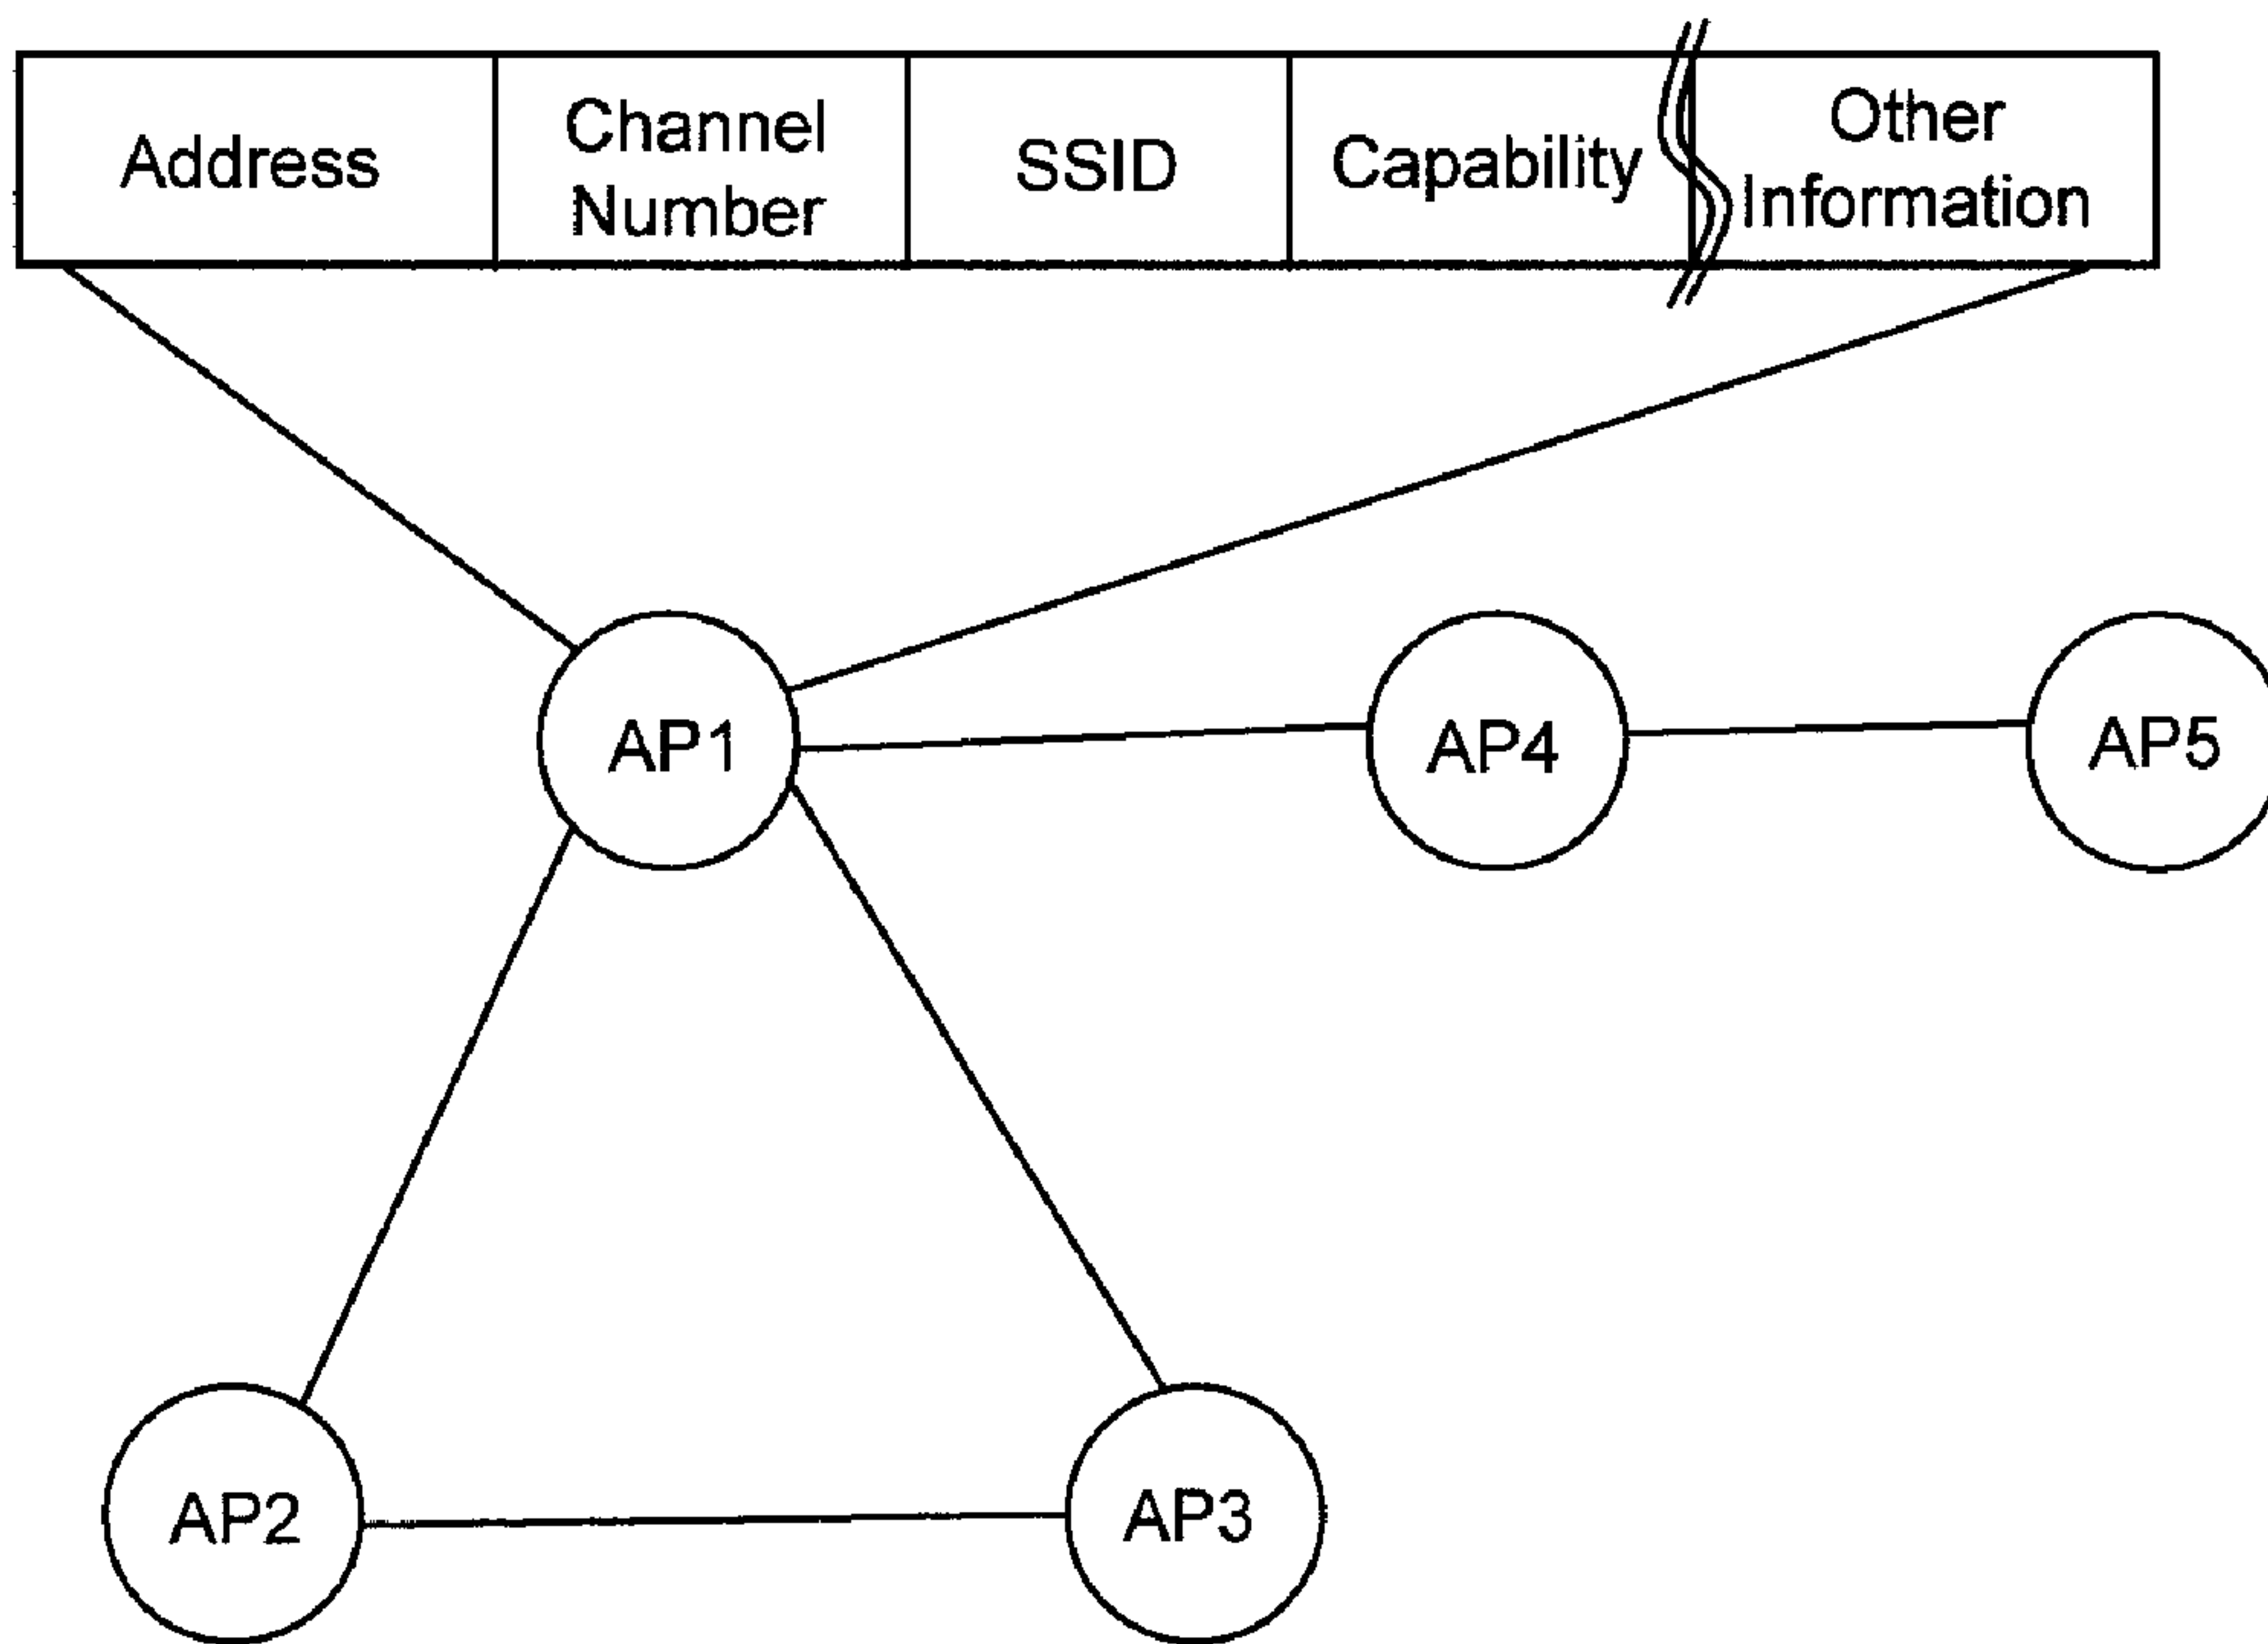 Address
Channel
Number
SSID
Capability
Other
Information
AP1
AP4
AP5
AP2
AP3